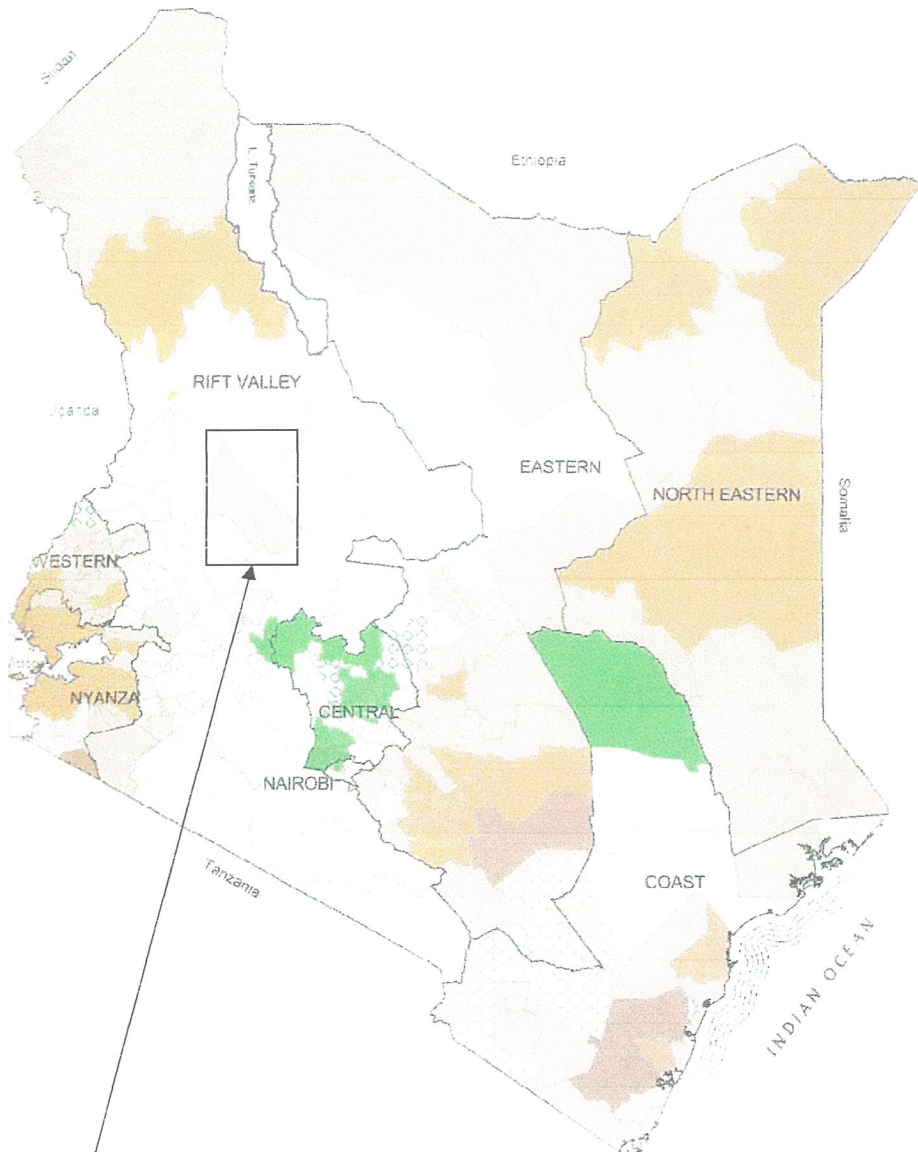 Sudan
Ethiopia
L. Turkana
RIFT VALLEY
Uganda
EASTERN
NORTH EASTERN
Somalia
WESTERN
NYANZA
CENTRAL
NAIROBI
Tanzania
COAST
INDIAN OCEAN